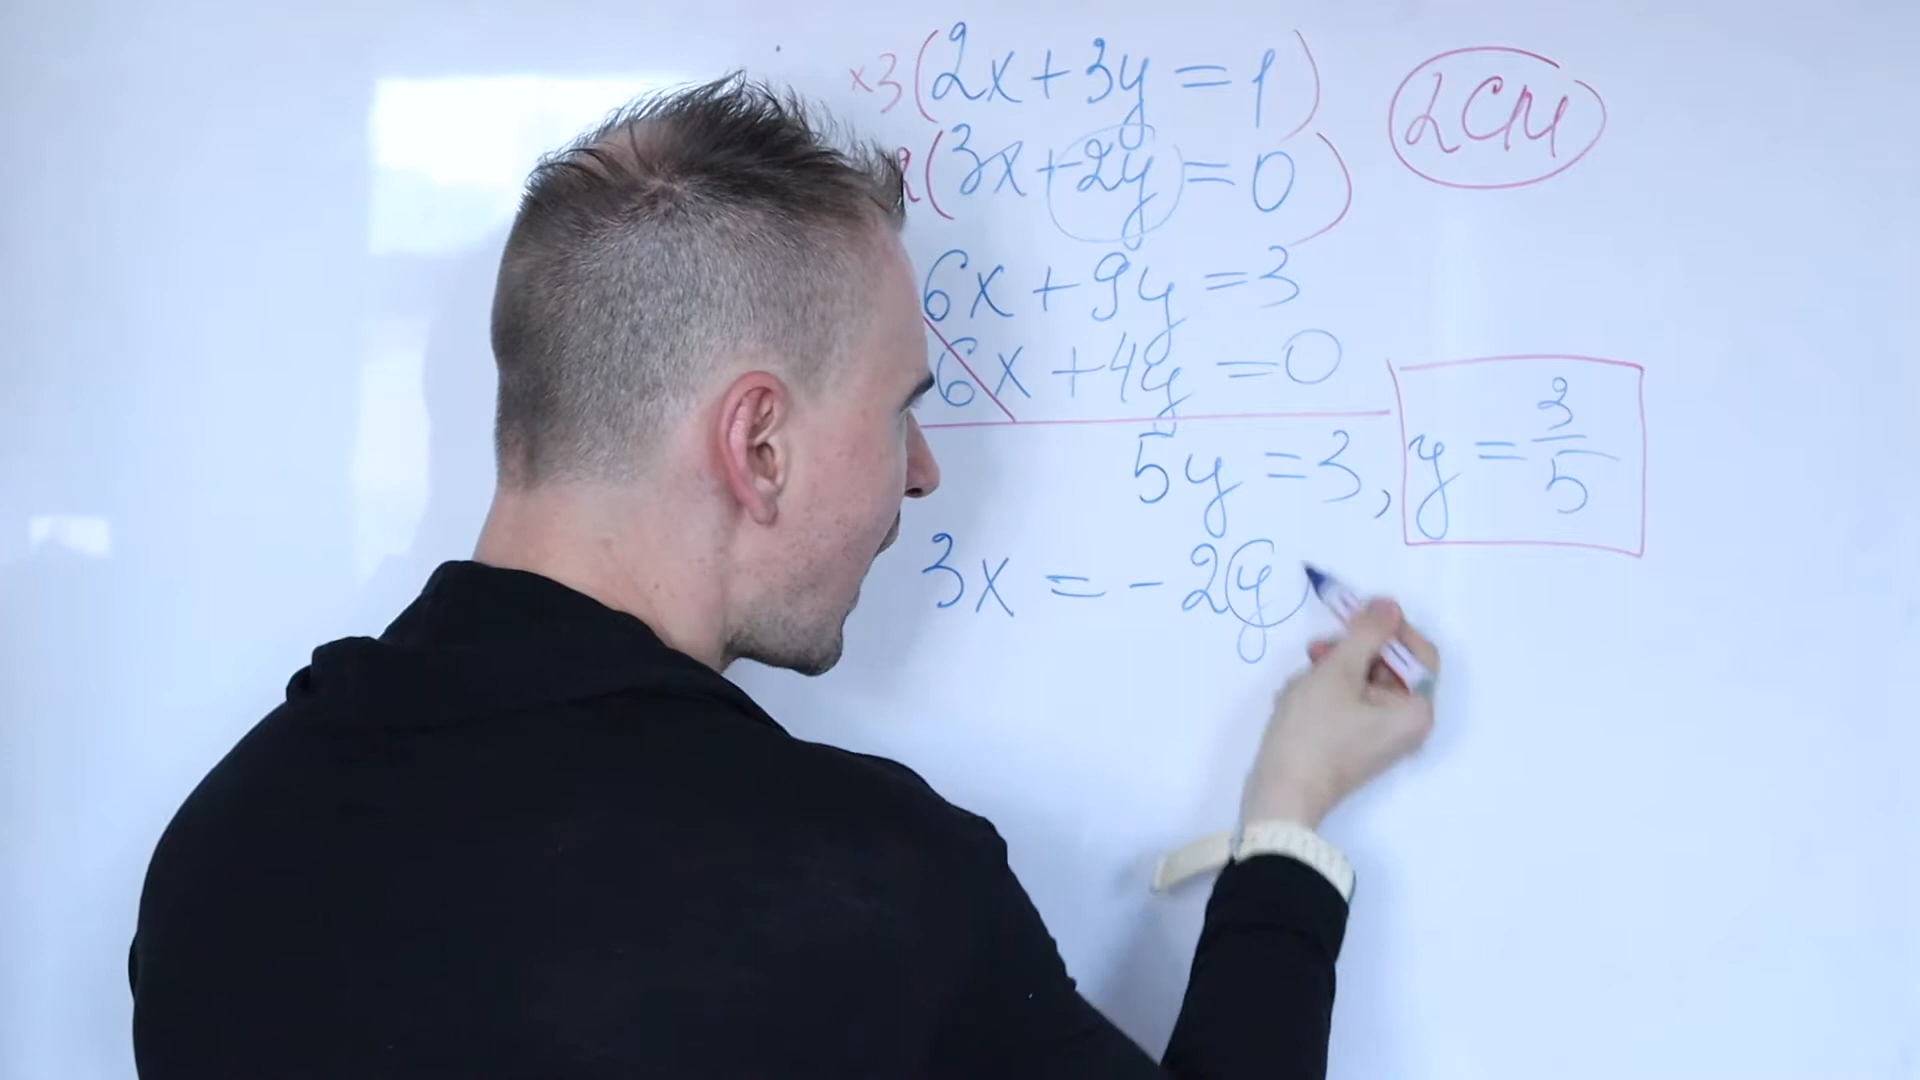 ×3(2x+3y=1)
2(3x+2y=0)
6x+9y=3
6x+4y=0
5y=3, y=3/5
3x=-2y